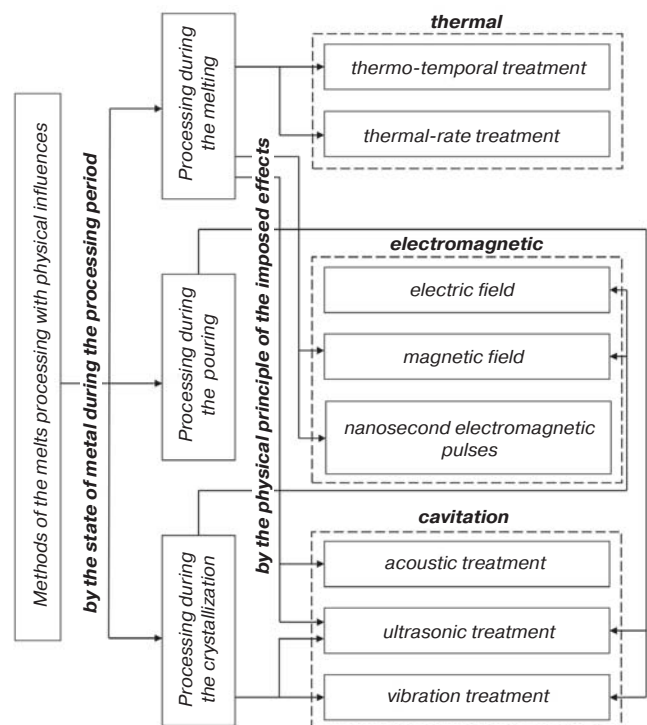 Methods of the melts processing with physical influences
by the state of metal during the processing period
Processing during
the melting
Processing during
the pouring
Processing during
the crystallization
by the physical principle of the imposed effects
thermal
thermo-temporal treatment
thermal-rate treatment
electromagnetic
electric field
magnetic field
nanosecond electromagnetic
pulses
cavitation
acoustic treatment
ultrasonic treatment
vibration treatment